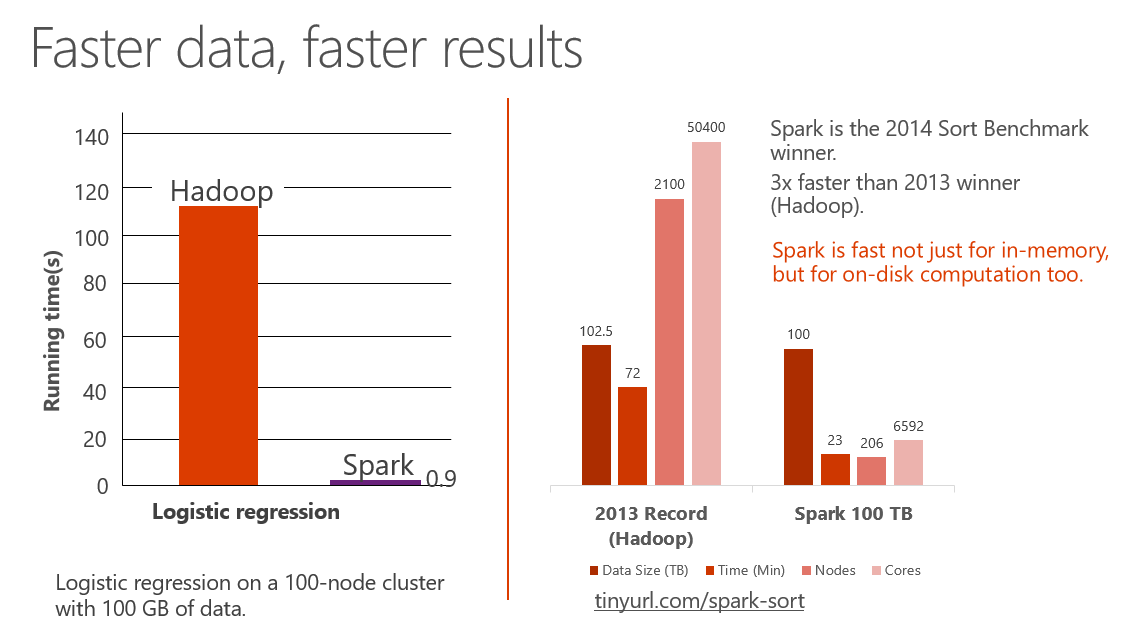 Faster data, faster results
140
120
100
80
60
40
20
0
Running time(s)
Hadoop
Spark
0.9
Logistic regression
Logistic regression on a 100-node cluster
with 100 GB of data.
50400
2100
102.5
72
100
23
206
6592
2013 Record
(Hadoop)
Spark 100 TB
Data Size (TB) Time (Min) Nodes Cores
tinyurl.com/spark-sort
Spark is the 2014 Sort Benchmark
winner.
3x faster than 2013 winner
(Hadoop).
Spark is fast not just for in-memory,
but for on-disk computation too.